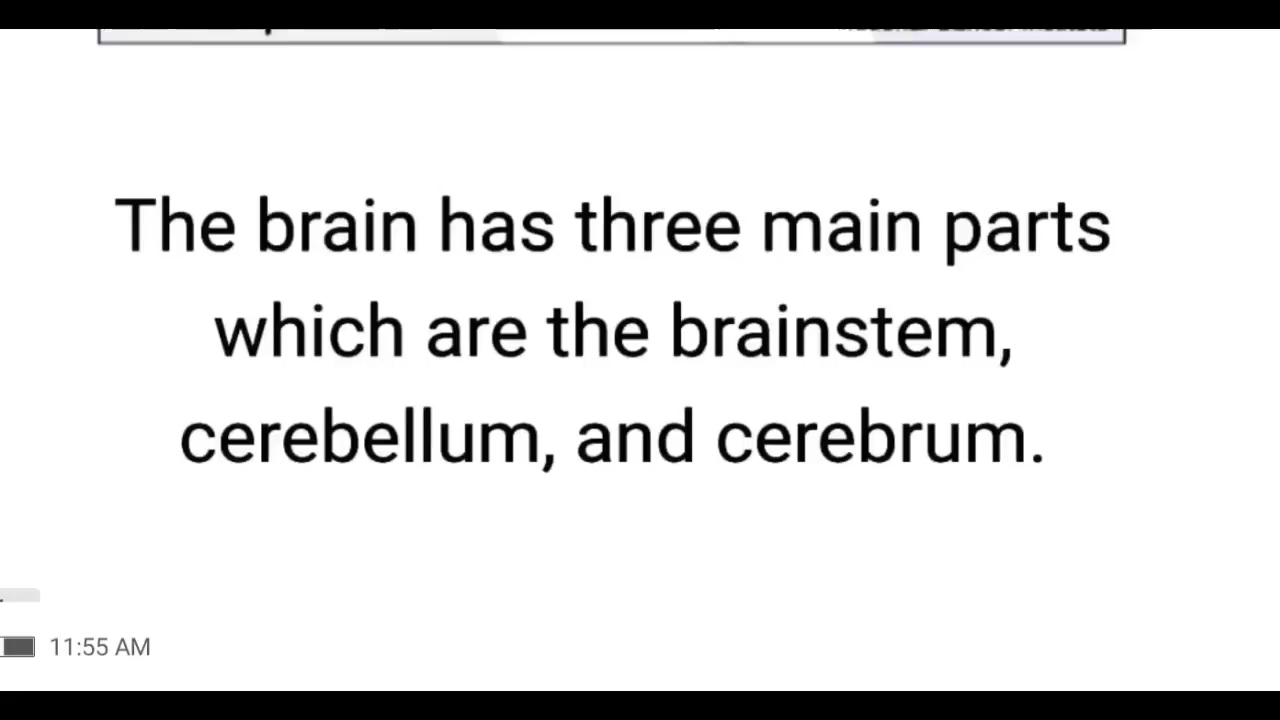 The brain has three main parts
which are the brainstem,
cerebellum, and cerebrum.
11:55 AM